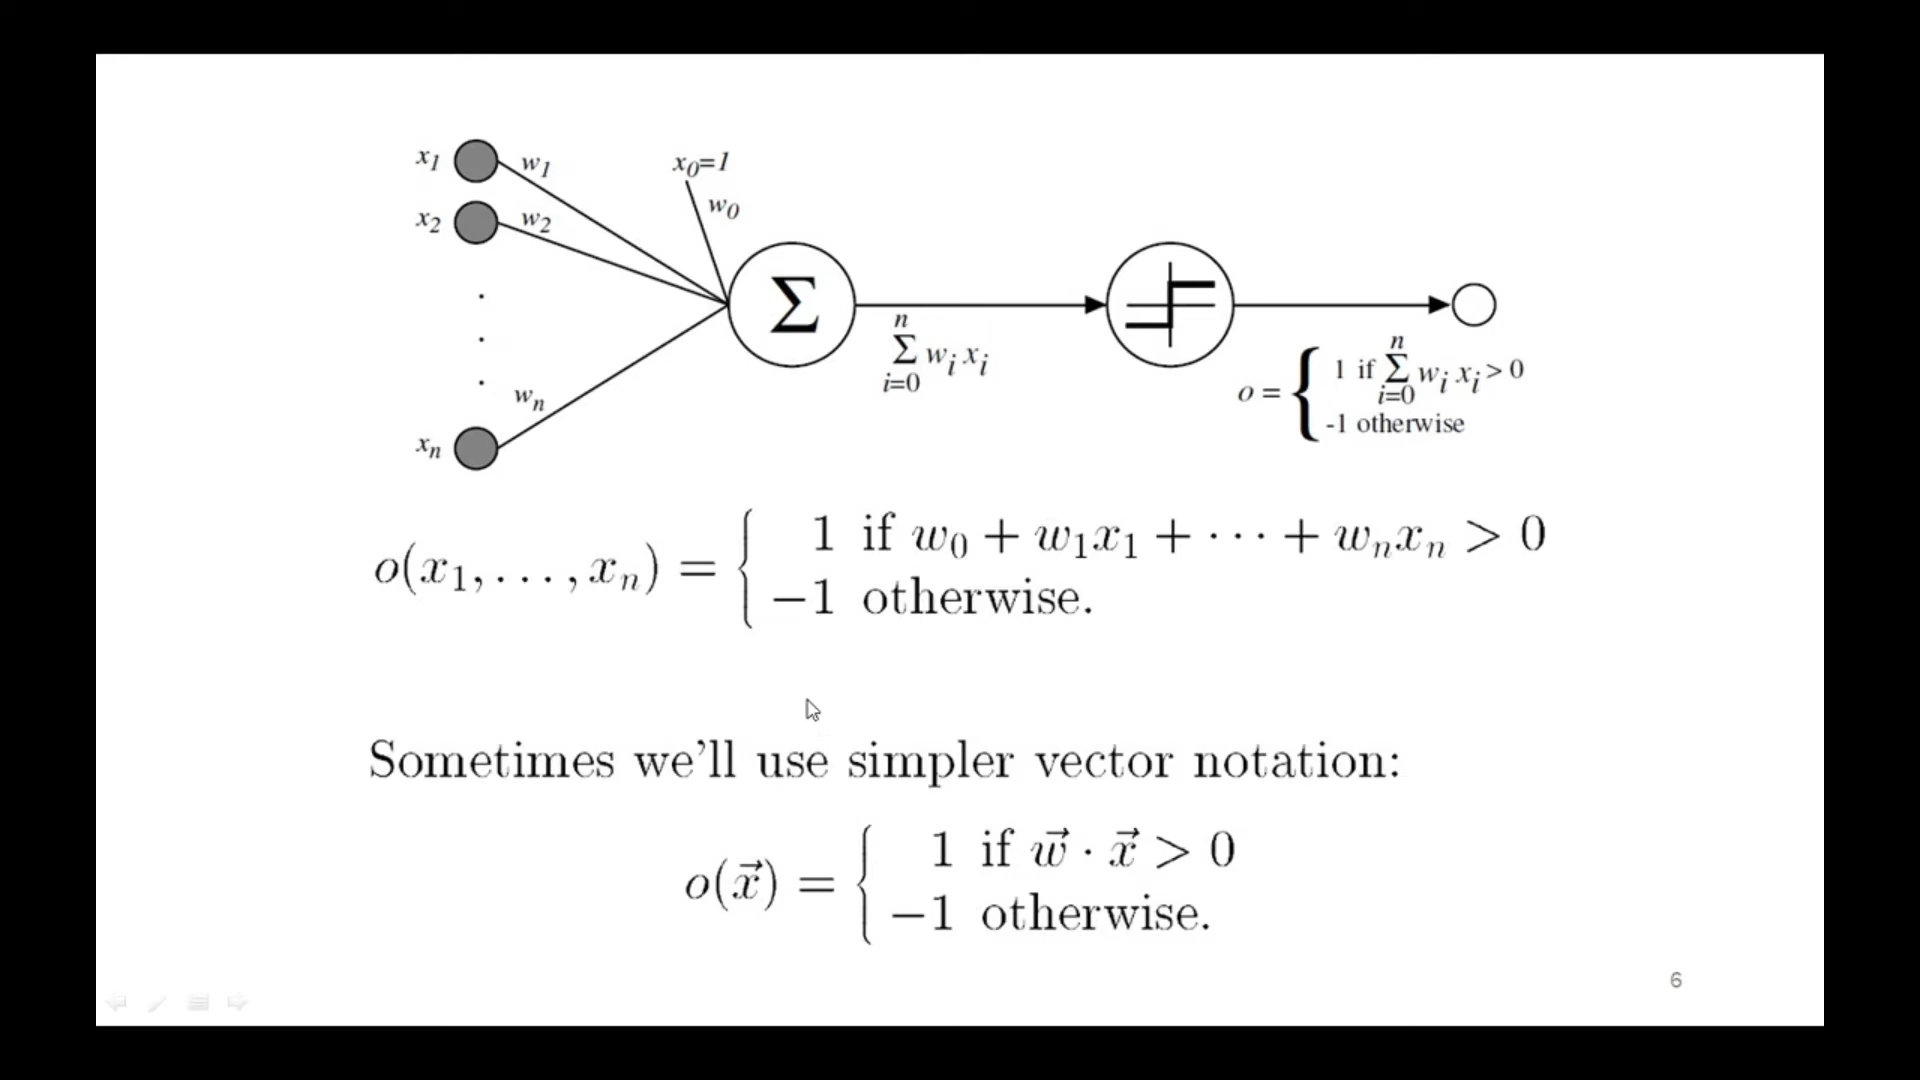 x₁ w₁ x₀=1
w₀
x₂ w₂
.
.
.
Σ
n
Σ wᵢ xᵢ
i=0
wₙ
xₙ
n
o = { 1 if Σ wᵢ xᵢ > 0
i=0
-1 otherwise
o(x₁, . . . , xₙ) = { 1 if w₀ + w₁x₁ + · · · + wₙxₙ > 0
−1 otherwise.
Sometimes we'll use simpler vector notation:
o(x⃗) = { 1 if w⃗ · x⃗ > 0
−1 otherwise.
6